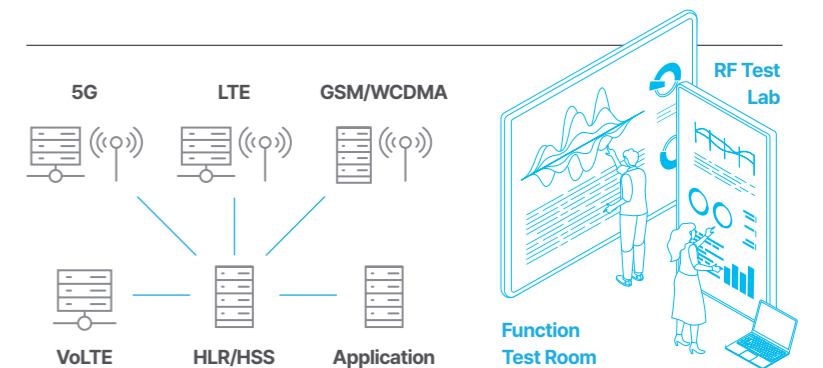 5G
LTE
GSM/WCDMA
RF Test
Lab
VoLTE
HLR/HSS
Application
Function
Test Room